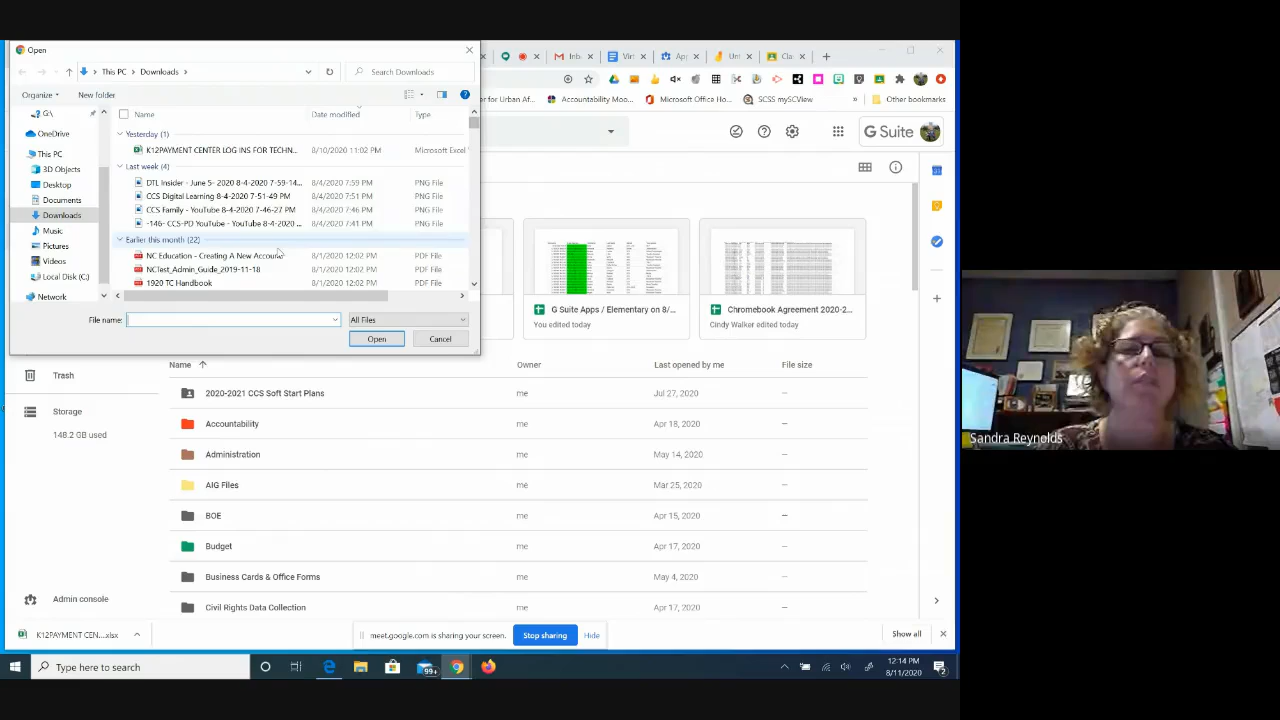 Open
This PC
Downloads
Search Downloads
Organize
New folder
Name
Date modified
Type
G:\
OneDrive
This PC
3D Objects
Desktop
Documents
Downloads
Music
Pictures
Videos
Local Disk (C:)
Network
Yesterday (1)
K12PAYMENT CENTER LOG INS FOR TECHN... 8/10/2020 11:02 PM Microsoft Excel
Last week (4)
DTL Insider - June 5- 2020 8-4-2020 7-59-14... 8/4/2020 7:59 PM PNG File
CCS Digital Learning 8-4-2020 7-51-49 PM 8/4/2020 7:51 PM PNG File
CCS Family - YouTube 8-4-2020 7-46-27 PM 8/4/2020 7:46 PM PNG File
-146- CCS-PD YouTube - YouTube 8-4-2020 ... 8/4/2020 7:41 PM PNG File
Earlier this month (22)
NC Education - Creating A New Accoun 8/1/2020 12:02 PM PDF File
NCTest_Admin_Guide_2019-11-18 8/1/2020 12:02 PM PDF File
1920 TC Handbook 8/1/2020 12:02 PM PDF File
File name:
All Files
Open
Cancel
Inb
Virt
App
Unt
Cla
for Urban Af...
Accountability Moo...
Microsoft Office Ho...
SCSS mySCView
»
Other bookmarks
G Suite
G Suite Apps / Elementary on 8/...
You edited today
Chromebook Agreement 2020-2...
Cindy Walker edited today
Trash
Storage
148.2 GB used
Admin console
Name Owner Last opened by me File size
2020-2021 CCS Soft Start Plans me Jul 27, 2020 —
Accountability me Apr 18, 2020 —
Administration me May 14, 2020 —
AIG Files me Mar 25, 2020 —
BOE me Apr 15, 2020 —
Budget me Apr 17, 2020 —
Business Cards & Office Forms me May 4, 2020 —
Civil Rights Data Collection me Apr 17, 2020 —
K12PAYMENT CEN....xlsx
meet.google.com is sharing your screen.
Stop sharing
Hide
Show all
Type here to search
99+
12:14 PM
8/11/2020
2
Sandra Reynolds